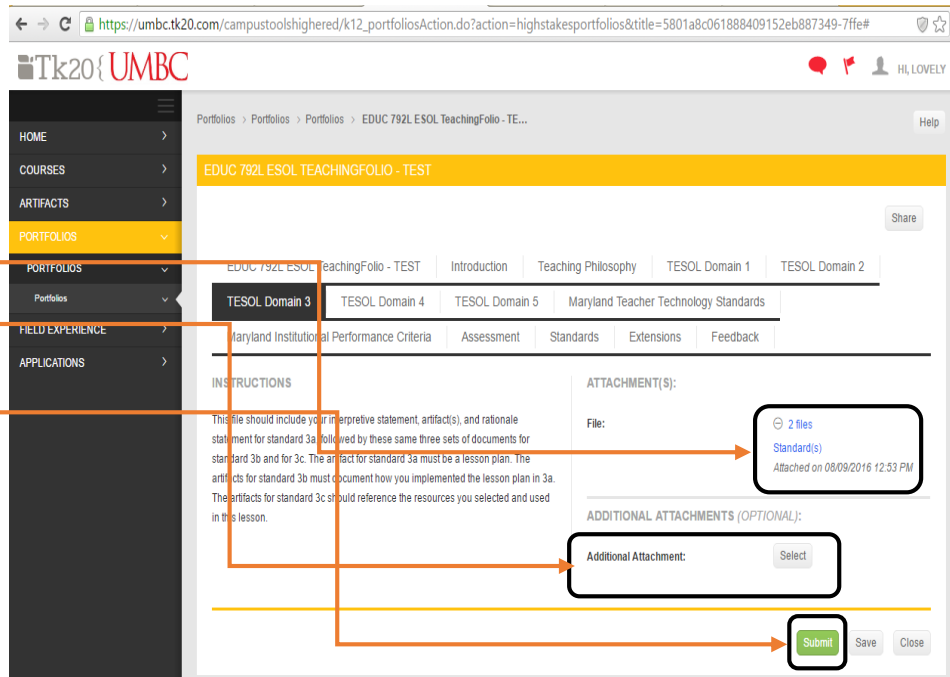 https://umbc.tk20.com/campustoolshighered/k12_portfoliosAction.do?action=highstakesportfolios&title=5801a8c061888409152eb887349-7ffe#
Tk20{UMBC
HI, LOVELY
Portfolios > Portfolios > Portfolios > EDUC 792L ESOL TeachingFolio - TE...
Help
HOME
COURSES
ARTIFACTS
PORTFOLIOS
PORTFOLIOS
Portfolios
FIELD EXPERIENCE
APPLICATIONS
EDUC 792L ESOL TEACHINGFOLIO - TEST
Share
EDUC 792L ESOL TeachingFolio - TEST Introduction Teaching Philosophy TESOL Domain 1 TESOL Domain 2
TESOL Domain 3 TESOL Domain 4 TESOL Domain 5 Maryland Teacher Technology Standards
Maryland Institutional Performance Criteria Assessment Standards Extensions Feedback
INSTRUCTIONS
This file should include your interpretive statement, artifact(s), and rationale
statement for standard 3a, followed by these same three sets of documents for
standard 3b and for 3c. The artifact for standard 3a must be a lesson plan. The
artifacts for standard 3b must document how you implemented the lesson plan in 3a.
The artifacts for standard 3c should reference the resources you selected and used
in this lesson.
ATTACHMENT(S):
File:
2 files
Standard(s)
Attached on 08/09/2016 12:53 PM
ADDITIONAL ATTACHMENTS (OPTIONAL):
Additional Attachment:
Select
Submit Save Close